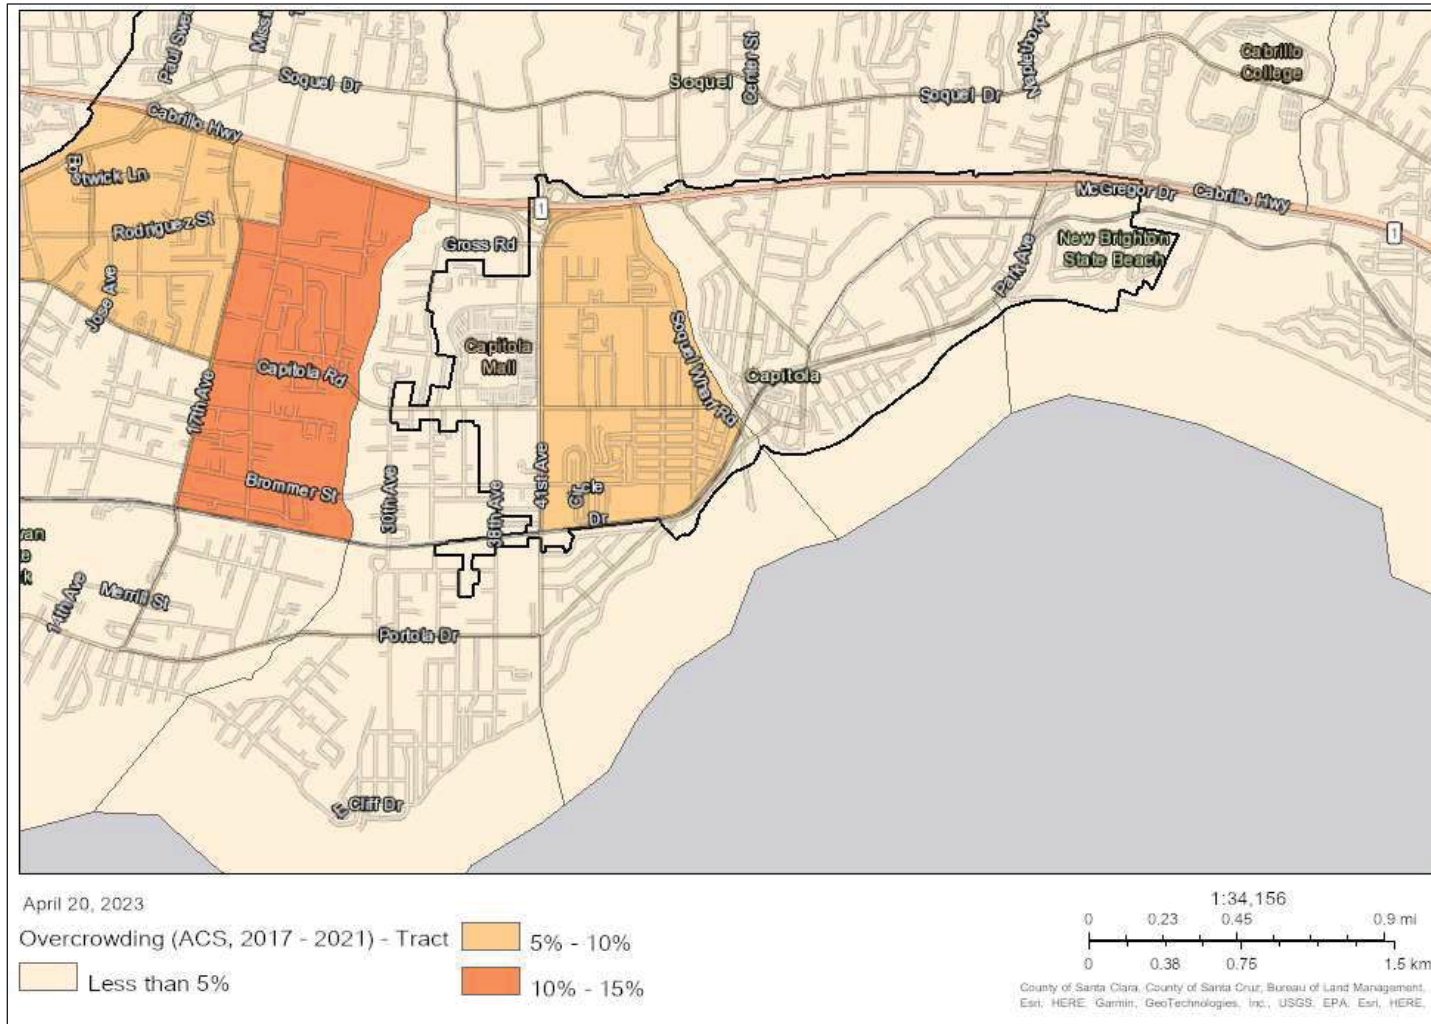 Paul Swe
Missi
Center St
Maplethorpe
Cabrillo
College
Soquel Dr
Soquel
Soquel Dr
Cabrillo Hwy
twick Ln
McGregor Dr
Cabrillo Hwy
1
1
Rodriguez St
Gross Rd
New Brighton
State Beach
Park Ave
Jose Ave
Soquel Wharf Rd
Capitola
Mall
Capitola Rd
Capitola
17th Ave
Brommer St
30th Ave
38th Ave
41st Ave
Dr
Merrill St
14th Ave
Portola Dr
E Cliff Dr
April 20, 2023
Overcrowding (ACS, 2017 - 2021) - Tract
Less than 5%
5% - 10%
10% - 15%
1:34,156
0 0.23 0.45 0.9 mi
0 0.38 0.75 1.5 km
County of Santa Clara, County of Santa Cruz, Bureau of Land Management,
Esri, HERE, Garmin, GeoTechnologies, Inc., USGS, EPA, Esri, HERE,